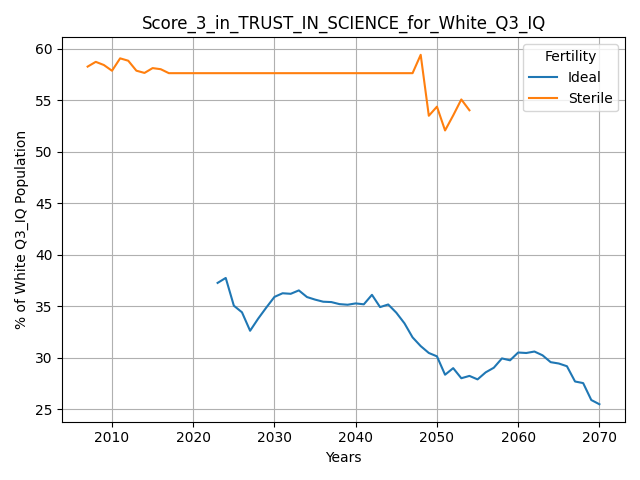 Score_3_in_TRUST_IN_SCIENCE_for_White_Q3_IQ
Fertility
Ideal
Sterile
% of White Q3_IQ Population
60
55
50
45
40
35
30
25
2010 2020 2030 2040 2050 2060 2070
Years